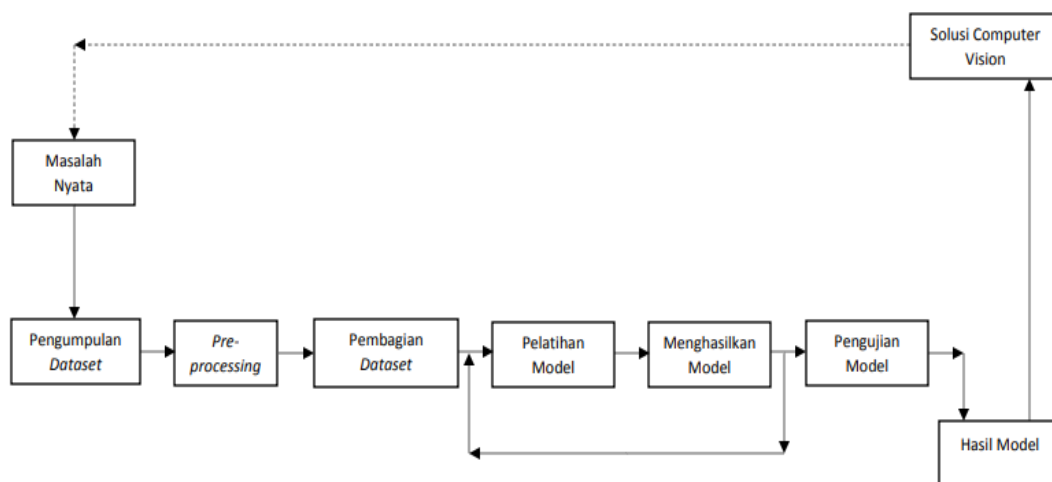 Solusi Computer
Vision
Masalah
Nyata
Pengumpulan
Dataset
Pre-
processing
Pembagian
Dataset
Pelatihan
Model
Menghasilkan
Model
Pengujian
Model
Hasil Model